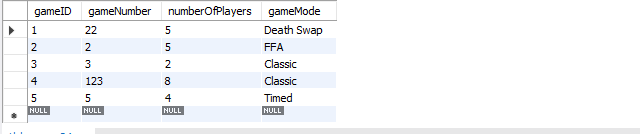 gameID gameNumber numberOfPlayers gameMode
1 22 5 Death Swap
2 2 5 FFA
3 3 2 Classic
4 123 8 Classic
5 5 4 Timed
NULL NULL NULL NULL